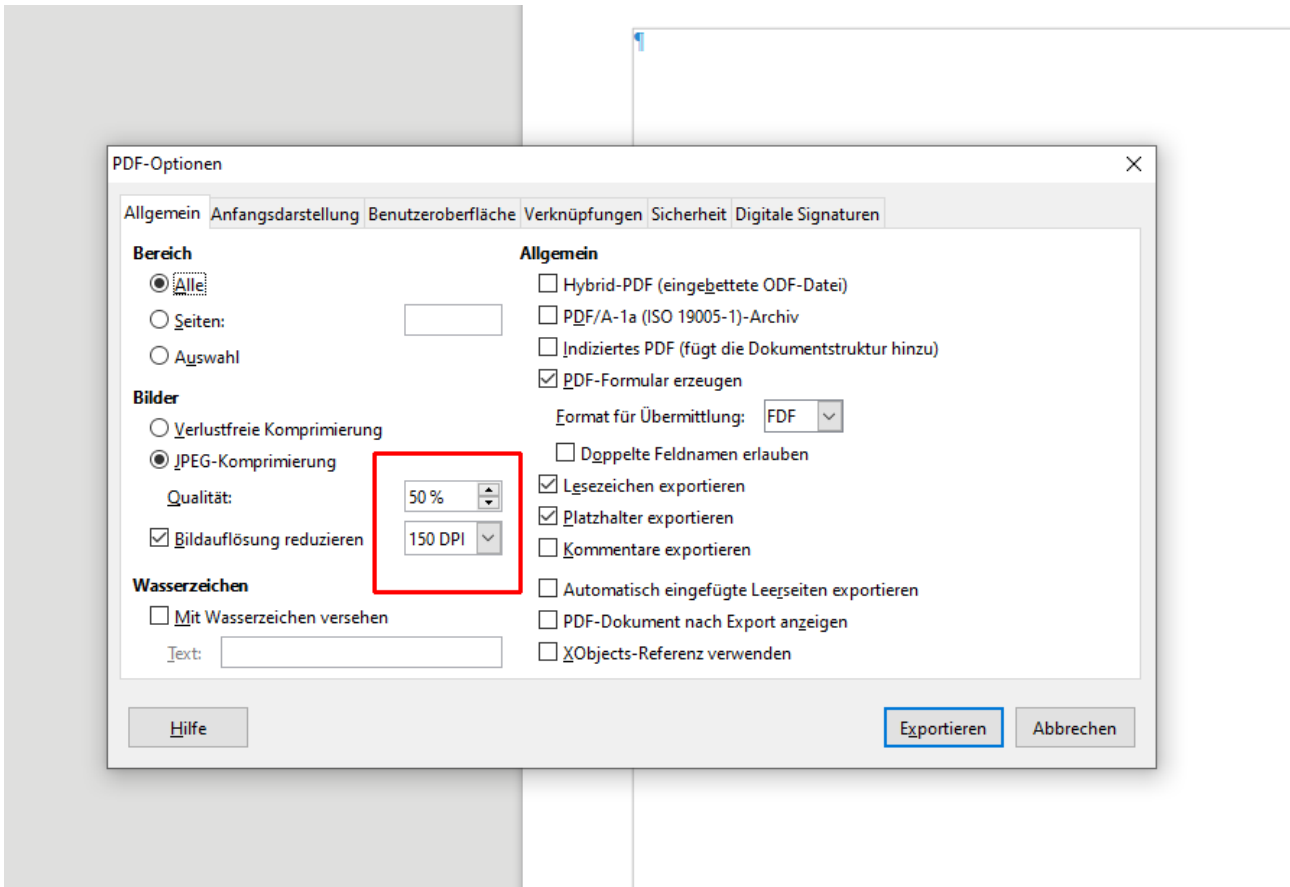 ¶
PDF-Optionen
Allgemein Anfangsdarstellung Benutzeroberfläche Verknüpfungen Sicherheit Digitale Signaturen
Bereich
Alle
Seiten:
Auswahl
Bilder
Verlustfreie Komprimierung
JPEG-Komprimierung
Qualität: 50 %
Bildauflösung reduzieren 150 DPI
Wasserzeichen
Mit Wasserzeichen versehen
Text:
Allgemein
Hybrid-PDF (eingebettete ODF-Datei)
PDF/A-1a (ISO 19005-1)-Archiv
Indiziertes PDF (fügt die Dokumentstruktur hinzu)
PDF-Formular erzeugen
Format für Übermittlung: FDF
Doppelte Feldnamen erlauben
Lesezeichen exportieren
Platzhalter exportieren
Kommentare exportieren
Automatisch eingefügte Leerseiten exportieren
PDF-Dokument nach Export anzeigen
XObjects-Referenz verwenden
Hilfe Exportieren Abbrechen